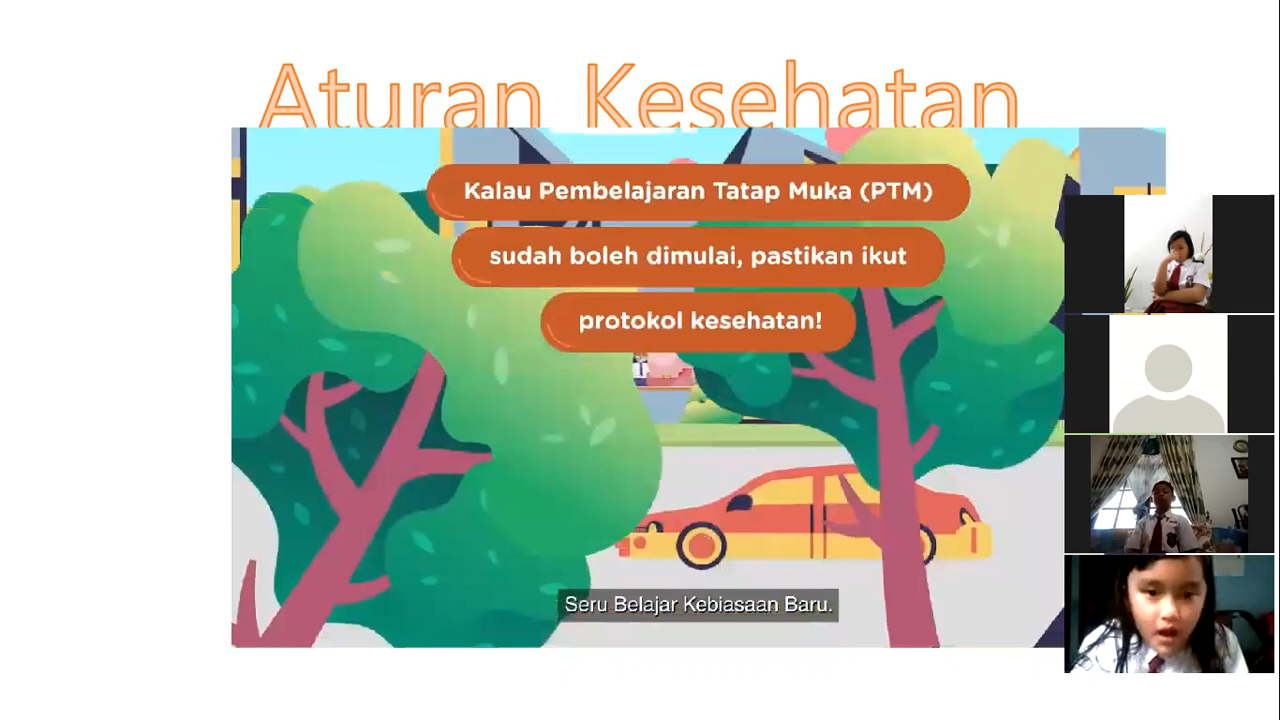 Aturan Kesehatan
Kalau Pembelajaran Tatap Muka (PTM)
sudah boleh dimulai, pastikan ikut
protokol kesehatan!
Seru Belajar Kebiasaan Baru.